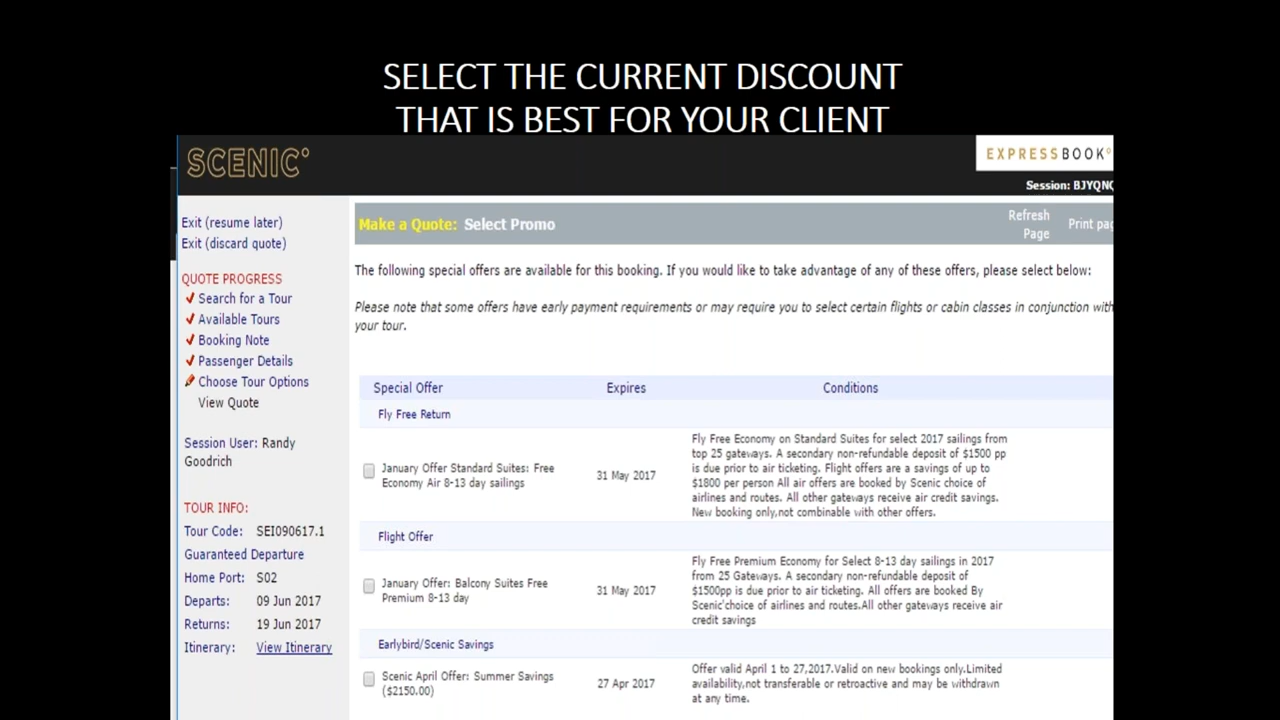 SELECT THE CURRENT DISCOUNT
THAT IS BEST FOR YOUR CLIENT
SCENIC°
EXPRESSBOOK°
Session: BJYQN
Exit (resume later)
Exit (discard quote)
QUOTE PROGRESS
Search for a Tour
Available Tours
Booking Note
Passenger Details
Choose Tour Options
View Quote
Session User: Randy
Goodrich
TOUR INFO:
Tour Code: SEI090617.1
Guaranteed Departure
Home Port: S02
Departs: 09 Jun 2017
Returns: 19 Jun 2017
Itinerary: View Itinerary
Make a Quote: Select Promo
Refresh
Page
Print pag
The following special offers are available for this booking. If you would like to take advantage of any of these offers, please select below:
Please note that some offers have early payment requirements or may require you to select certain flights or cabin classes in conjunction with
your tour.
Special Offer Expires Conditions
Fly Free Return
January Offer Standard Suites: Free
Economy Air 8-13 day sailings
31 May 2017
Fly Free Economy on Standard Suites for select 2017 sailings from
top 25 gateways. A secondary non-refundable deposit of $1500 pp
is due prior to air ticketing. Flight offers are a savings of up to
$1800 per person All air offers are booked by Scenic choice of
airlines and routes. All other gateways receive air credit savings.
New booking only,not combinable with other offers.
Flight Offer
January Offer: Balcony Suites Free
Premium 8-13 day
31 May 2017
Fly Free Premium Economy for Select 8-13 day sailings in 2017
from 25 Gateways. A secondary non-refundable deposit of
$1500pp is due prior to air ticketing. All offers are booked By
Scenic'choice of airlines and routes.All other gateways receive air
credit savings
Earlybird/Scenic Savings
Scenic April Offer: Summer Savings
($2150.00)
27 Apr 2017
Offer valid April 1 to 27,2017.Valid on new bookings only.Limited
availability,not transferable or retroactive and may be withdrawn
at any time.